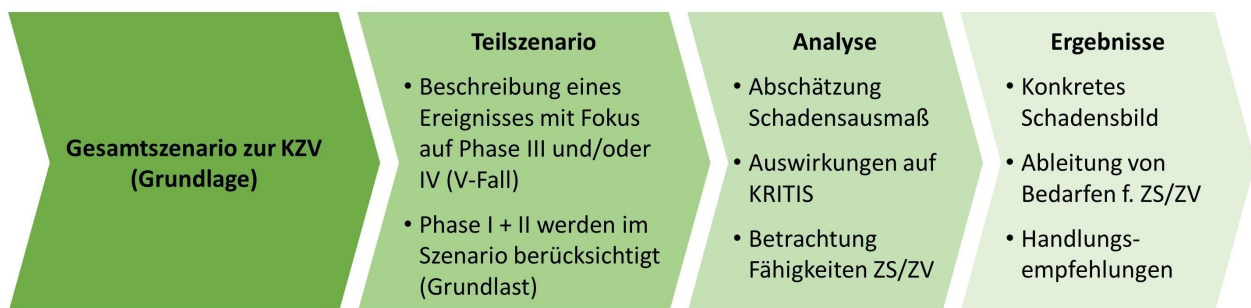 Gesamtszenario zur KZV
(Grundlage)
Teilszenario
• Beschreibung eines
Ereignisses mit Fokus
auf Phase III und/oder
IV (V-Fall)
• Phase I + II werden im
Szenario berücksichtigt
(Grundlast)
Analyse
• Abschätzung
Schadensausmaß
• Auswirkungen auf
KRITIS
• Betrachtung
Fähigkeiten ZS/ZV
Ergebnisse
• Konkretes
Schadensbild
• Ableitung von
Bedarfen f. ZS/ZV
• Handlungs-
empfehlungen